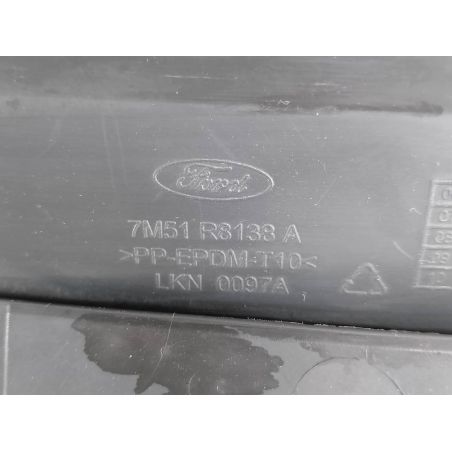 Ford
7M51 R8138 A
>PP-EPDM-T10<
LKN 0097A